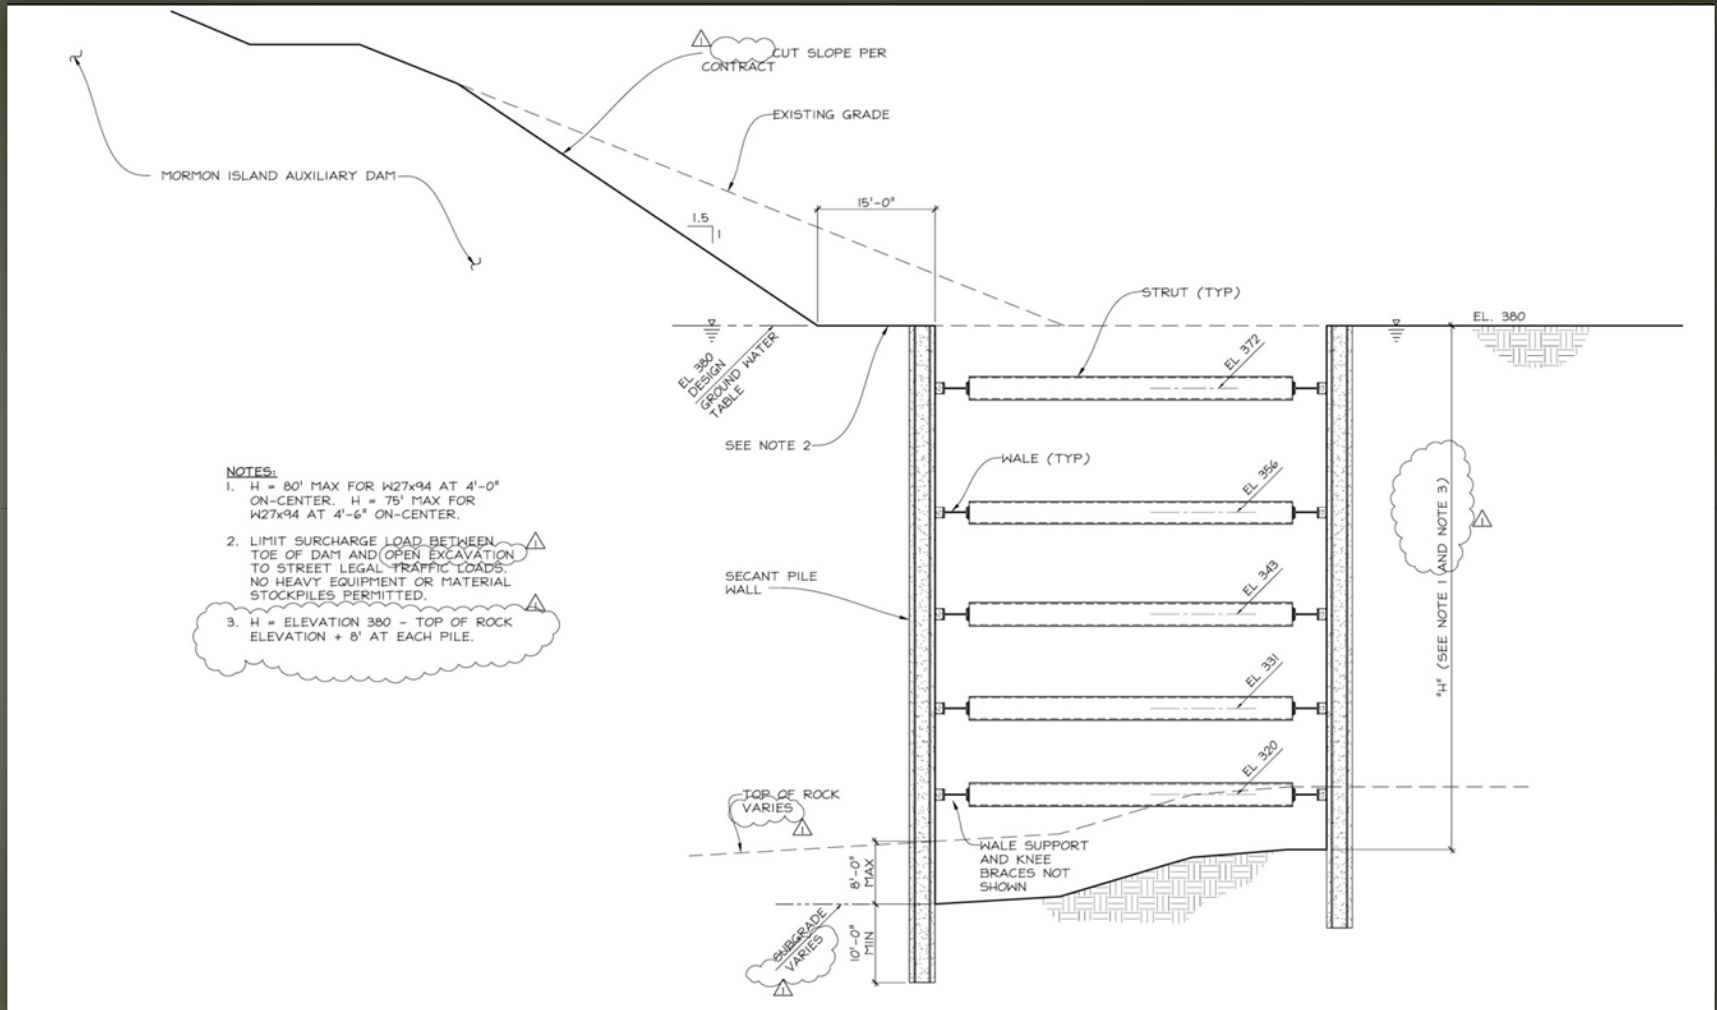 CUT SLOPE PER
CONTRACT
EXISTING GRADE
MORMON ISLAND AUXILIARY DAM
15'-0"
1.5
1
STRUT (TYP)
EL. 380
EL 380
DESIGN
GROUND WATER
TABLE
EL 372
SEE NOTE 2
WALE (TYP)
EL 356
NOTES:
1. H = 80' MAX FOR W27x94 AT 4'-0"
ON-CENTER. H = 75' MAX FOR
W27x94 AT 4'-6" ON-CENTER.
2. LIMIT SURCHARGE LOAD BETWEEN
TOE OF DAM AND OPEN EXCAVATION
TO STREET LEGAL TRAFFIC LOADS.
NO HEAVY EQUIPMENT OR MATERIAL
STOCKPILES PERMITTED.
3. H = ELEVATION 380 - TOP OF ROCK
ELEVATION + 8' AT EACH PILE.
"H" (SEE NOTE 1 AND NOTE 3)
SECANT PILE
WALL
EL 343
EL 331
EL 320
TOP OF ROCK
VARIES
WALE SUPPORT
AND KNEE
BRACES NOT
SHOWN
8'-0"
MAX
SUBGRADE
VARIES
10'-0"
MIN
1
1
1
1
1
1